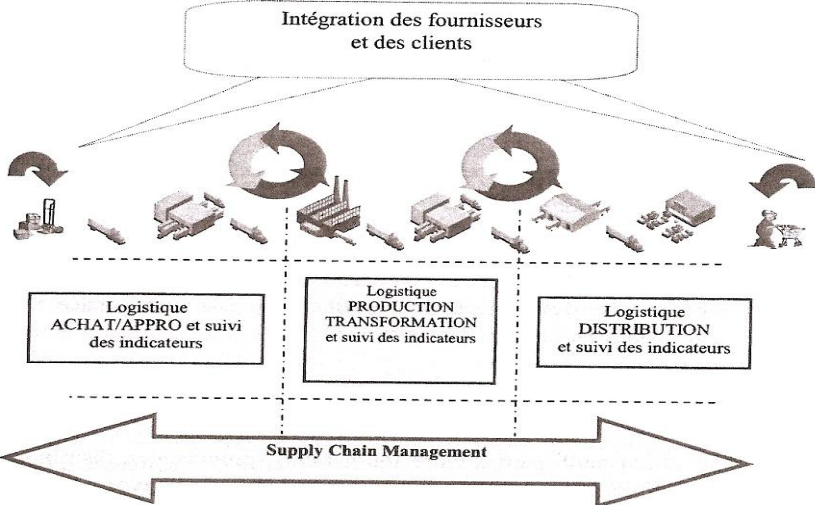 Intégration des fournisseurs
et des clients
Logistique
ACHAT/APPRO et suivi
des indicateurs
Logistique
PRODUCTION
TRANSFORMATION
et suivi des indicateurs
Logistique
DISTRIBUTION
et suivi des indicateurs
Supply Chain Management